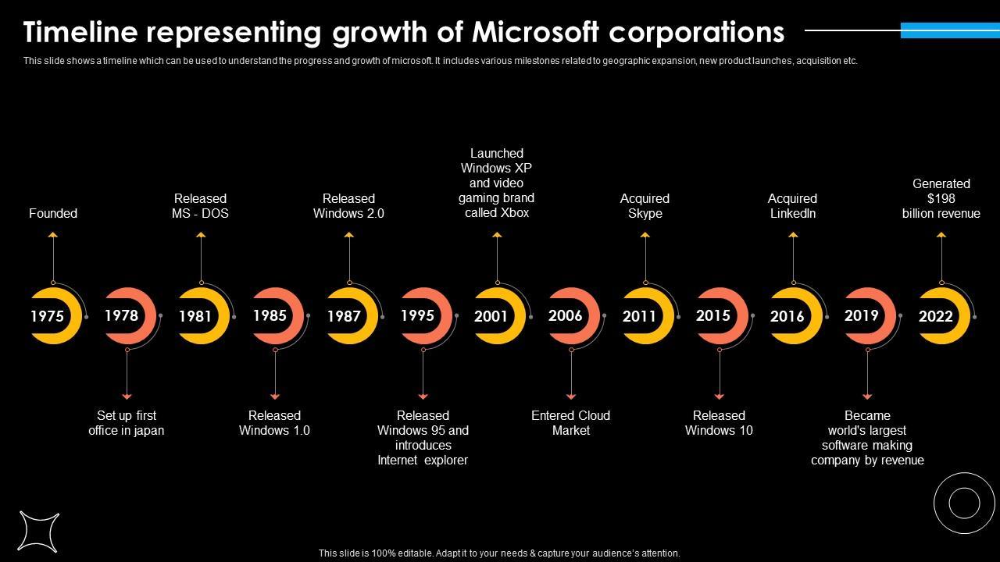 Timeline representing growth of Microsoft corporations
This slide shows a timeline which can be used to understand the progress and growth of microsoft. It includes various milestones related to geographic expansion, new product launches, acquisition etc.
Founded
Released
MS - DOS
Released
Windows 2.0
Launched
Windows XP
and video
gaming brand
called Xbox
Acquired
Skype
Acquired
LinkedIn
Generated
$198
billion revenue
1975
1978
1981
1985
1987
1995
2001
2006
2011
2015
2016
2019
2022
Set up first
office in japan
Released
Windows 1.0
Released
Windows 95 and
introduces
Internet explorer
Entered Cloud
Market
Released
Windows 10
Became
world's largest
software making
company by revenue
This slide is 100% editable. Adapt it to your needs & capture your audience's attention.